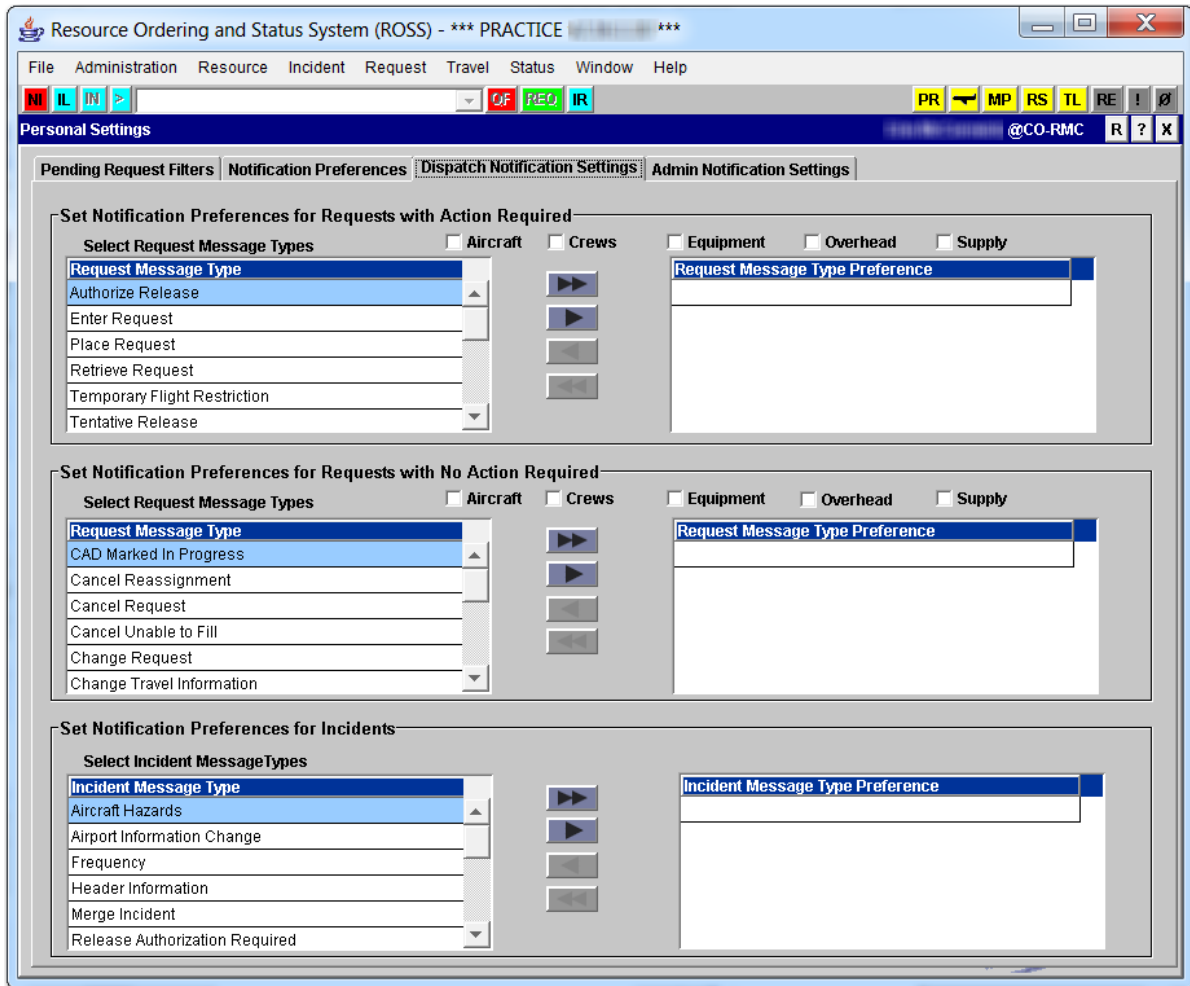 Resource Ordering and Status System (ROSS) - *** PRACTICE ***
File Administration Resource Incident Request Travel Status Window Help
NI IL IN > OF REQ IR PR MP RS TL RE ! Ø
Personal Settings @CO-RMC R ? X
Pending Request Filters Notification Preferences Dispatch Notification Settings Admin Notification Settings
Set Notification Preferences for Requests with Action Required
Select Request Message Types Aircraft Crews Equipment Overhead Supply
Request Message Type Request Message Type Preference
Authorize Release
Enter Request
Place Request
Retrieve Request
Temporary Flight Restriction
Tentative Release
Set Notification Preferences for Requests with No Action Required
Select Request Message Types Aircraft Crews Equipment Overhead Supply
Request Message Type Request Message Type Preference
CAD Marked In Progress
Cancel Reassignment
Cancel Request
Cancel Unable to Fill
Change Request
Change Travel Information
Set Notification Preferences for Incidents
Select Incident MessageTypes
Incident Message Type Incident Message Type Preference
Aircraft Hazards
Airport Information Change
Frequency
Header Information
Merge Incident
Release Authorization Required